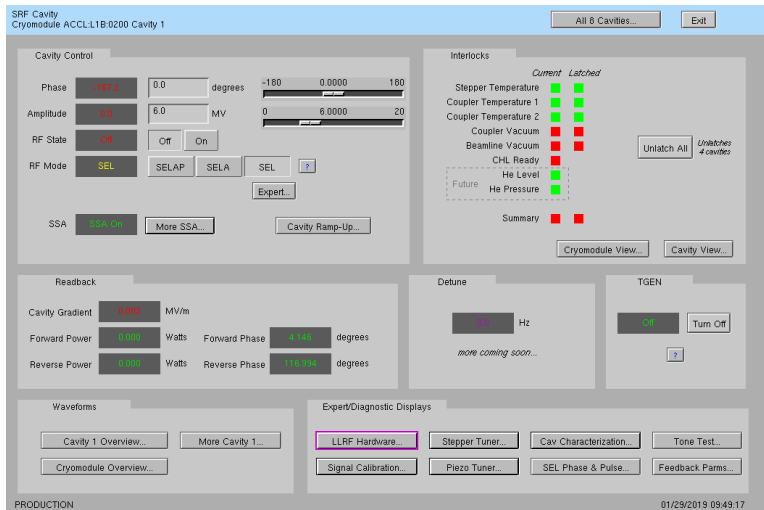 SRF Cavity
Cryomodule ACCL:L1B:0200 Cavity 1
All 8 Cavities...
Exit
Cavity Control
Phase
0.0
degrees
-180 0.0000 180
Amplitude
6.0
MV
0 6.0000 20
RF State
Off
Off
On
RF Mode
SEL
SELAP
SELA
SEL
?
Expert...
SSA
SSA On
More SSA...
Cavity Ramp-Up...
Interlocks
Current Latched
Stepper Temperature
Coupler Temperature 1
Coupler Temperature 2
Coupler Vacuum
Beamline Vacuum
CHL Ready
Future
He Level
He Pressure
Summary
Unlatch All
Unlatches
4 cavities
Cryomodule View...
Cavity View...
Readback
Cavity Gradient
MV/m
Forward Power 0.000 Watts Forward Phase 4.146 degrees
Reverse Power 0.000 Watts Reverse Phase 116.994 degrees
Detune
Hz
more coming soon...
TGEN
Off
Turn Off
?
Waveforms
Cavity 1 Overview...
More Cavity 1...
Cryomodule Overview...
Expert/Diagnostic Displays
LLRF Hardware...
Stepper Tuner...
Cav Characterization...
Tone Test...
Signal Calibration...
Piezo Tuner...
SEL Phase & Pulse...
Feedback Parms...
PRODUCTION
01/29/2019 09:49:17